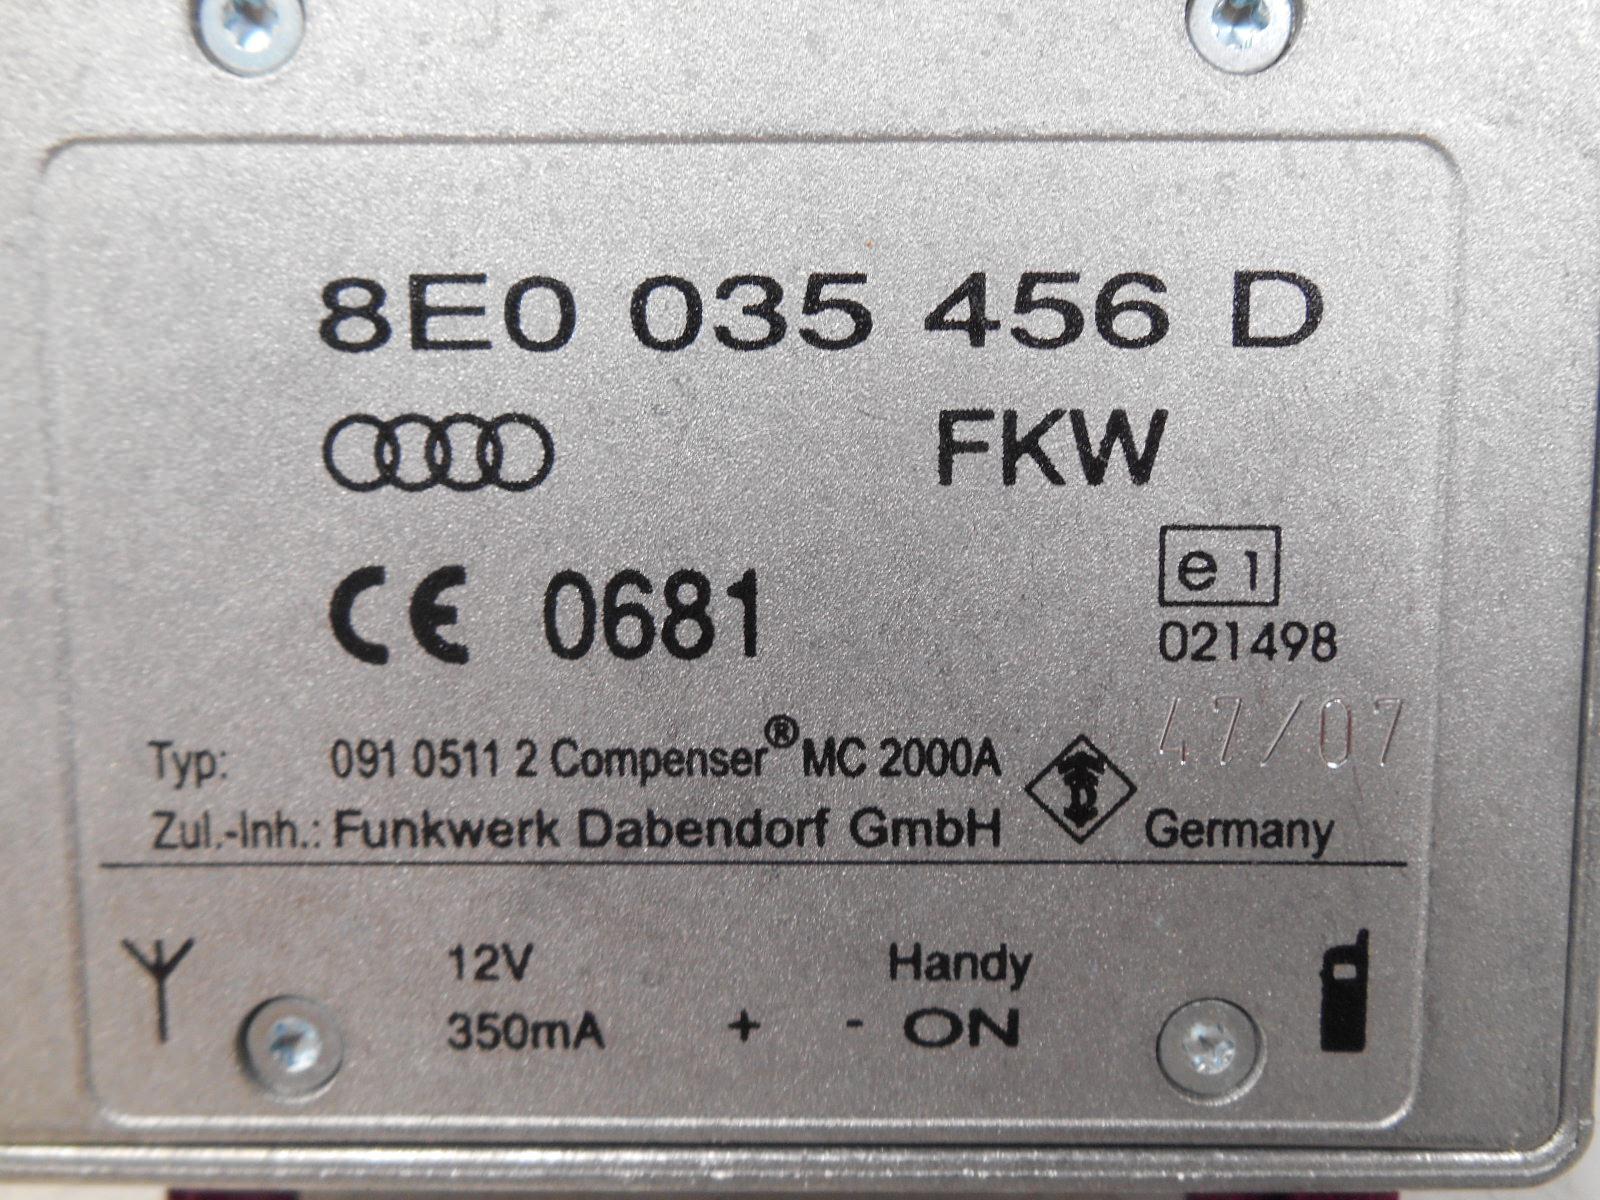 8E0 035 456 D
FKW
CE 0681
e1
021498
47/07
Typ: 091 0511 2 Compenser® MC 2000A
Zul.-Inh.: Funkwerk Dabendorf GmbH D Germany
12V Handy
350mA + - ON